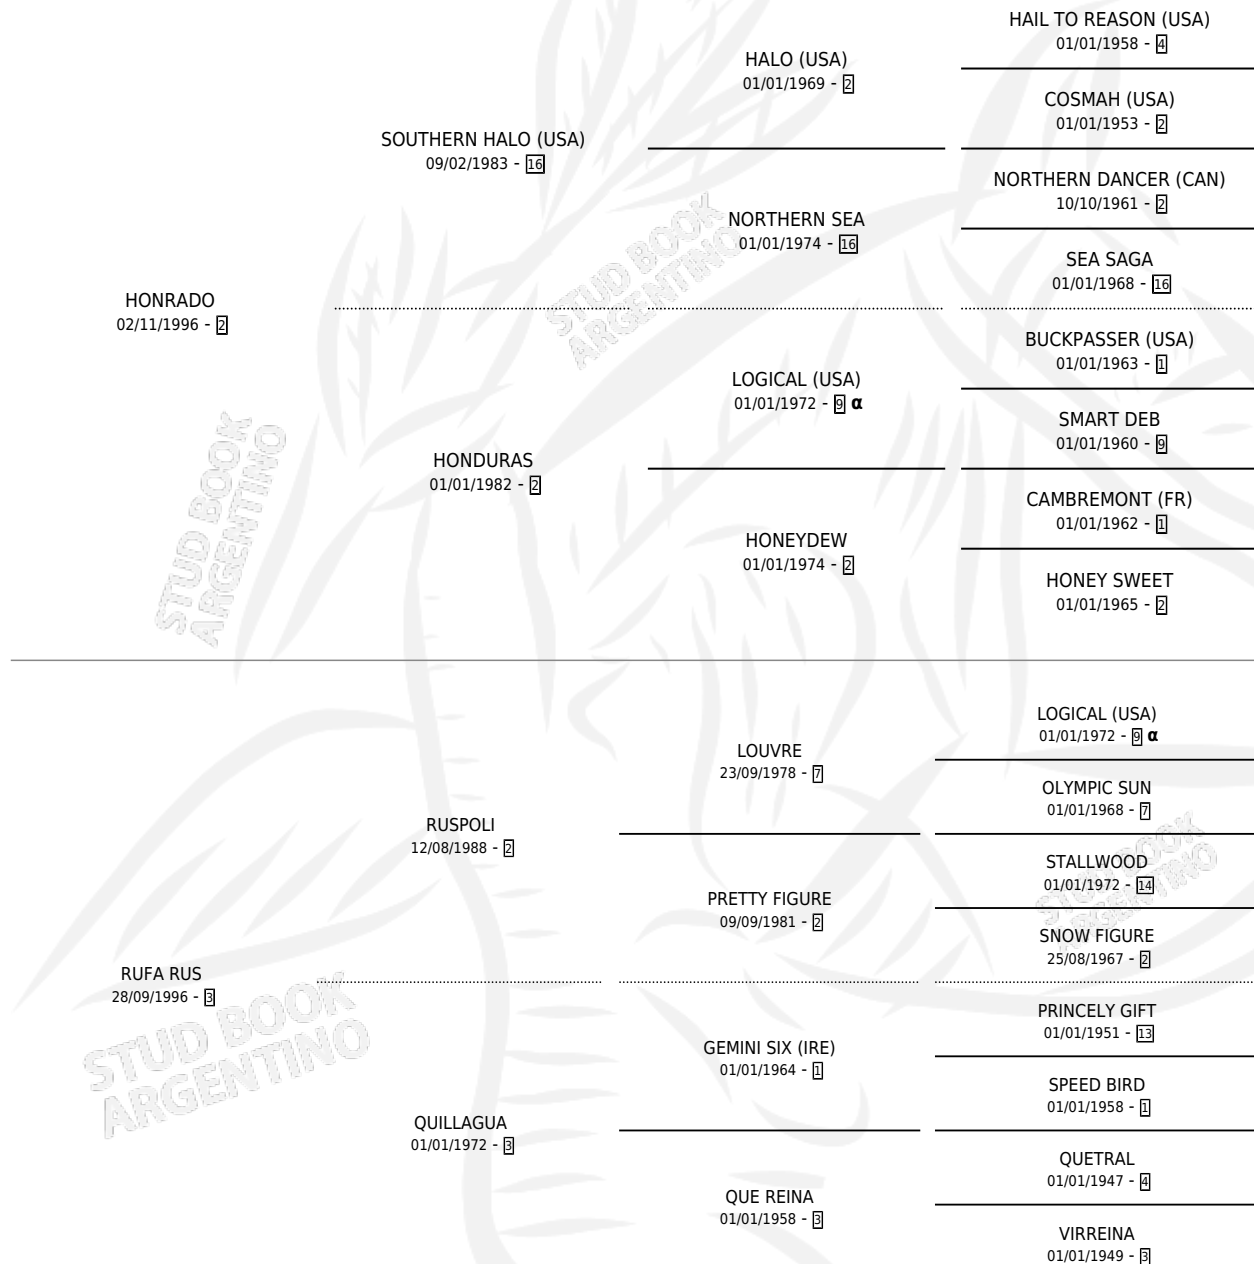 HAIL TO REASON (USA)
01/01/1958 - 4
HALO (USA)
01/01/1969 - 2
COSMAH (USA)
01/01/1953 - 2
SOUTHERN HALO (USA)
09/02/1983 - 16
NORTHERN DANCER (CAN)
10/10/1961 - 2
NORTHERN SEA
01/01/1974 - 16
SEA SAGA
01/01/1968 - 16
HONRADO
02/11/1996 - 2
BUCKPASSER (USA)
01/01/1963 - 1
LOGICAL (USA)
01/01/1972 - 9 α
SMART DEB
01/01/1960 - 9
HONDURAS
01/01/1982 - 2
CAMBREMONT (FR)
01/01/1962 - 1
HONEYDEW
01/01/1974 - 2
HONEY SWEET
01/01/1965 - 2
LOGICAL (USA)
01/01/1972 - 9 α
LOUVRE
23/09/1978 - 7
OLYMPIC SUN
01/01/1968 - 7
RUSPOLI
12/08/1988 - 2
STALLWOOD
01/01/1972 - 14
PRETTY FIGURE
09/09/1981 - 2
SNOW FIGURE
25/08/1967 - 2
RUFA RUS
28/09/1996 - 3
PRINCELY GIFT
01/01/1951 - 13
GEMINI SIX (IRE)
01/01/1964 - 1
SPEED BIRD
01/01/1958 - 1
QUILLAGUA
01/01/1972 - 3
QUETRAL
01/01/1947 - 4
QUE REINA
01/01/1958 - 3
VIRREINA
01/01/1949 - 3
STUD BOOK
ARGENTINO
STUD BOOK
ARGENTINO
STUD BOOK
ARGENTINO
STUD BOOK
ARGENTINO